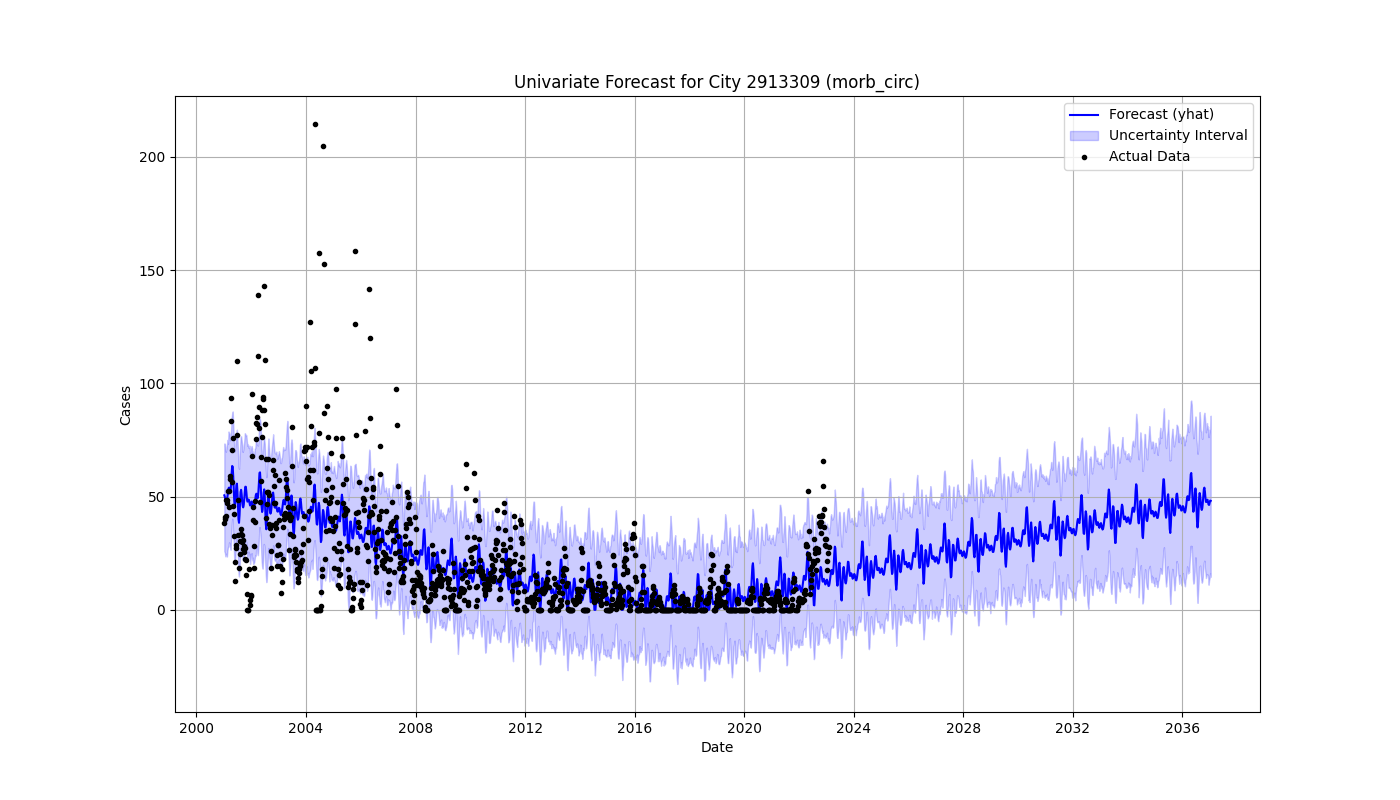 Univariate Forecast for City 2913309 (morb_circ)
Forecast (yhat)
Uncertainty Interval
Actual Data
Cases
200
150
100
50
0
2000 2004 2008 2012 2016 2020 2024 2028 2032 2036
Date